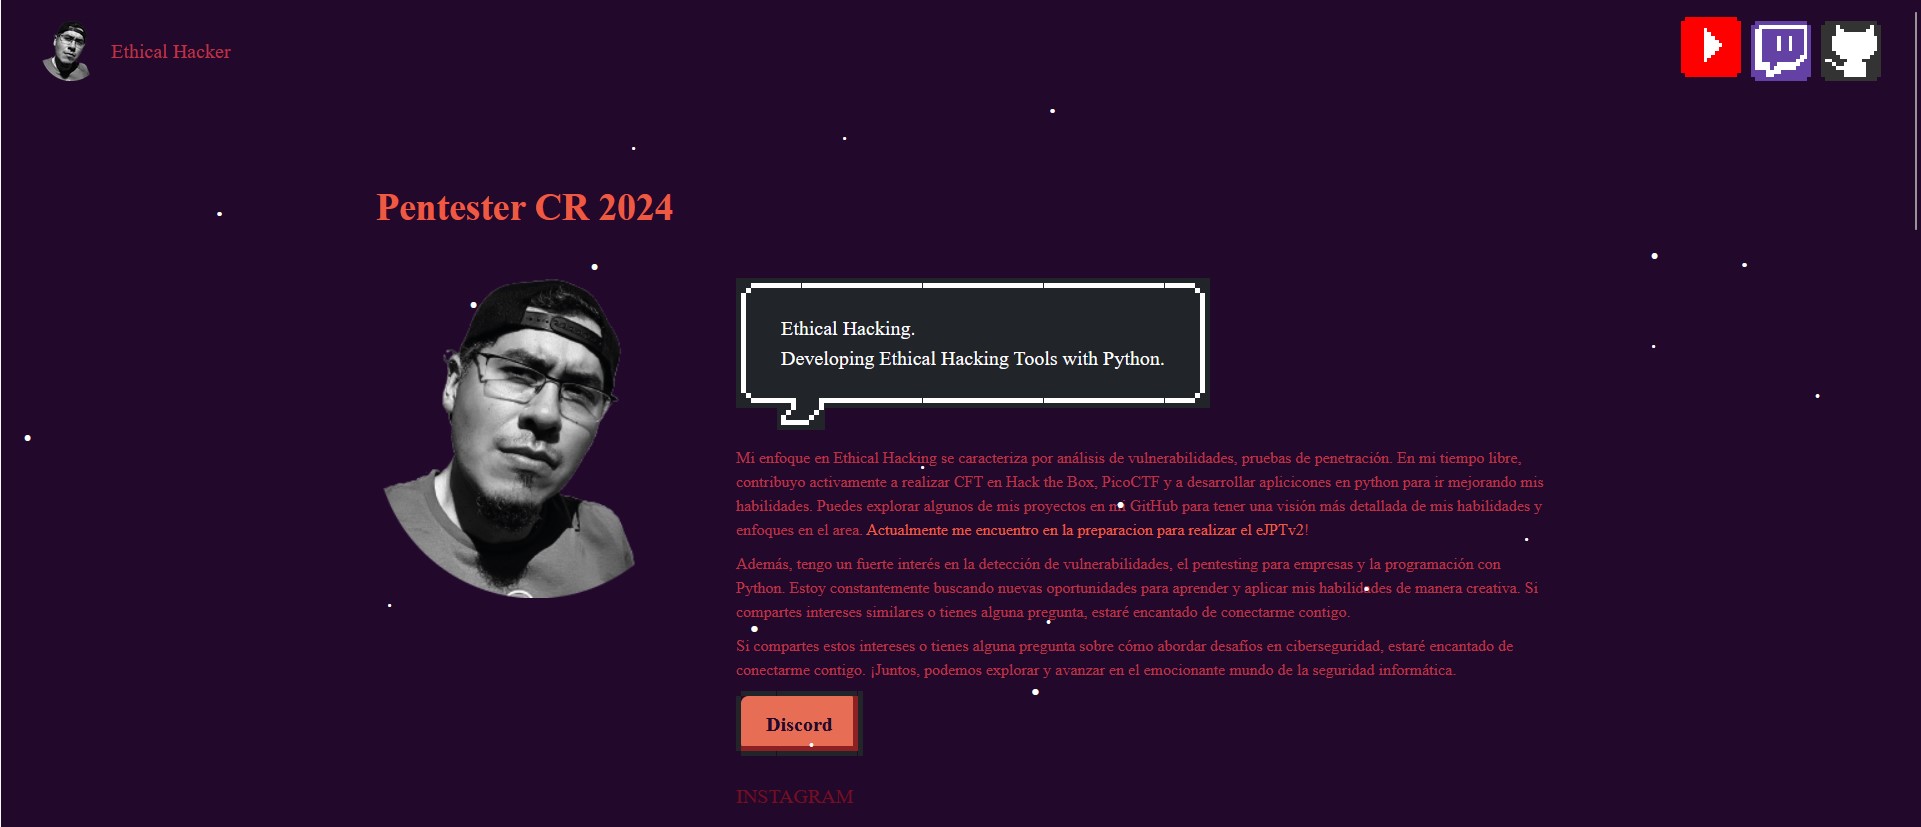 Ethical Hacker
Pentester CR 2024
Ethical Hacking.
Developing Ethical Hacking Tools with Python.
Mi enfoque en Ethical Hacking se caracteriza por análisis de vulnerabilidades, pruebas de penetración. En mi tiempo libre,
contribuyo activamente a realizar CFT en Hack the Box, PicoCTF y a desarrollar aplicicones en python para ir mejorando mis
habilidades. Puedes explorar algunos de mis proyectos en mi GitHub para tener una visión más detallada de mis habilidades y
enfoques en el area. Actualmente me encuentro en la preparacion para realizar el eJPTv2!
Además, tengo un fuerte interés en la detección de vulnerabilidades, el pentesting para empresas y la programación con
Python. Estoy constantemente buscando nuevas oportunidades para aprender y aplicar mis habilidades de manera creativa. Si
compartes intereses similares o tienes alguna pregunta, estaré encantado de conectarme contigo.
Si compartes estos intereses o tienes alguna pregunta sobre cómo abordar desafíos en ciberseguridad, estaré encantado de
conectarme contigo. ¡Juntos, podemos explorar y avanzar en el emocionante mundo de la seguridad informática.
Discord
INSTAGRAM